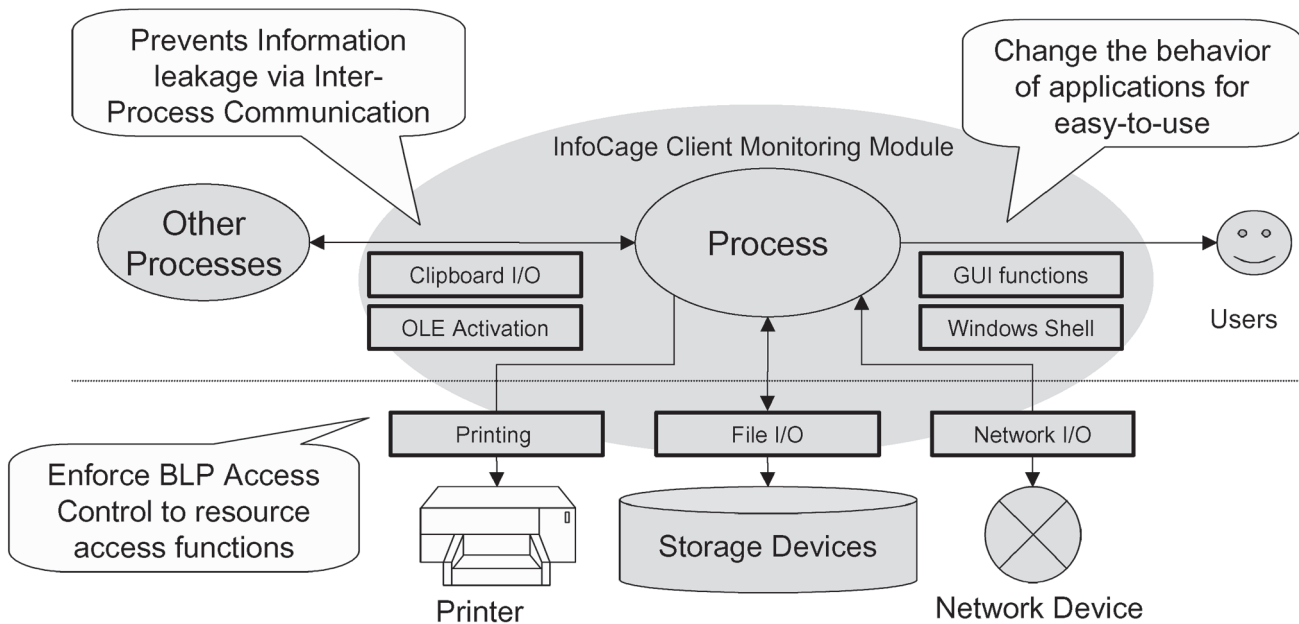 Prevents Information
leakage via Inter-
Process Communication
Change the behavior
of applications for
easy-to-use
InfoCage Client Monitoring Module
Other
Processes
Process
Clipboard I/O
OLE Activation
GUI functions
Windows Shell
Users
Printing
File I/O
Network I/O
Enforce BLP Access
Control to resource
access functions
Storage Devices
Printer
Network Device